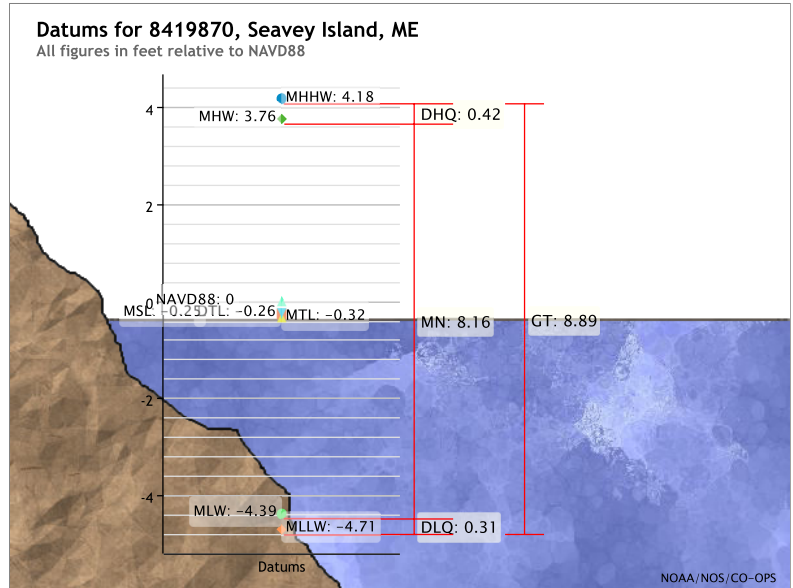 Datums for 8419870, Seavey Island, ME
All figures in feet relative to NAVD88
MHHW: 4.18
4
MHW: 3.76
DHQ: 0.42
2
0
NAVD88: 0
MSL: −0.25
DTL: −0.26
MTL: −0.32
MN: 8.16
GT: 8.89
-2
-4
MLW: −4.39
MLLW: −4.71
DLQ: 0.31
Datums
NOAA/NOS/CO-OPS